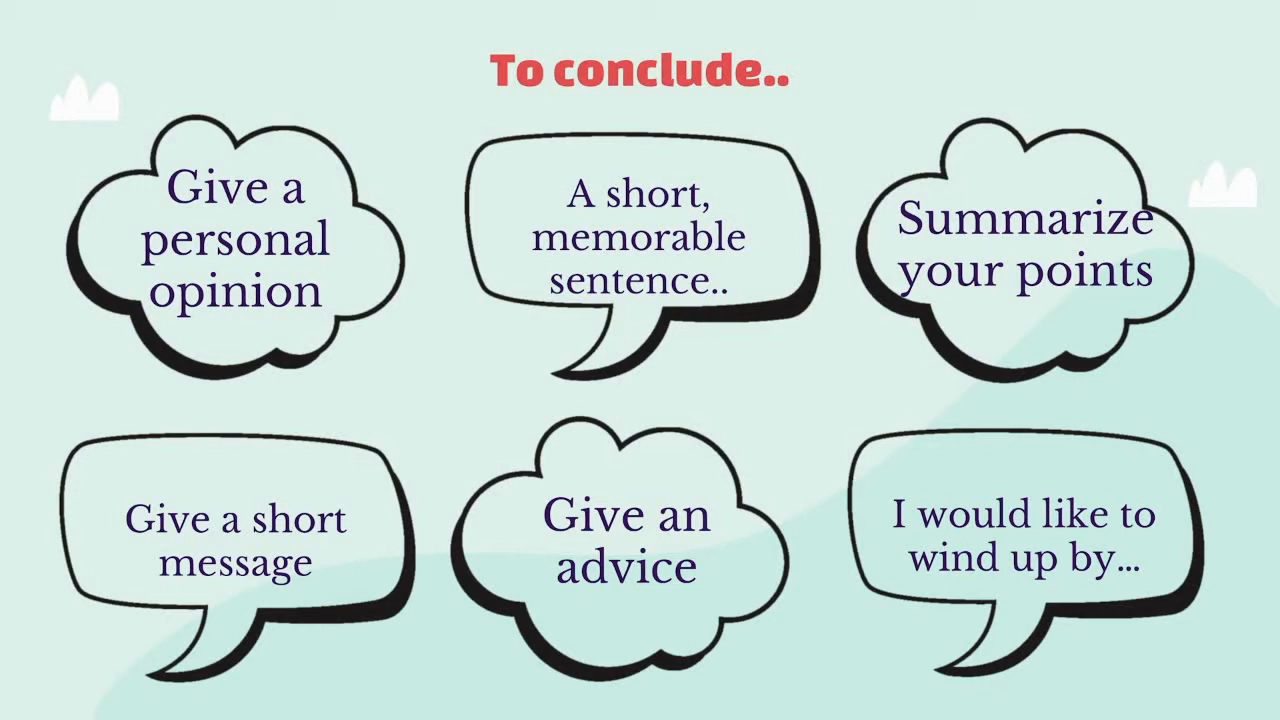 To conclude..
Give a
personal
opinion
A short,
memorable
sentence..
Summarize
your points
Give a short
message
Give an
advice
I would like to
wind up by...